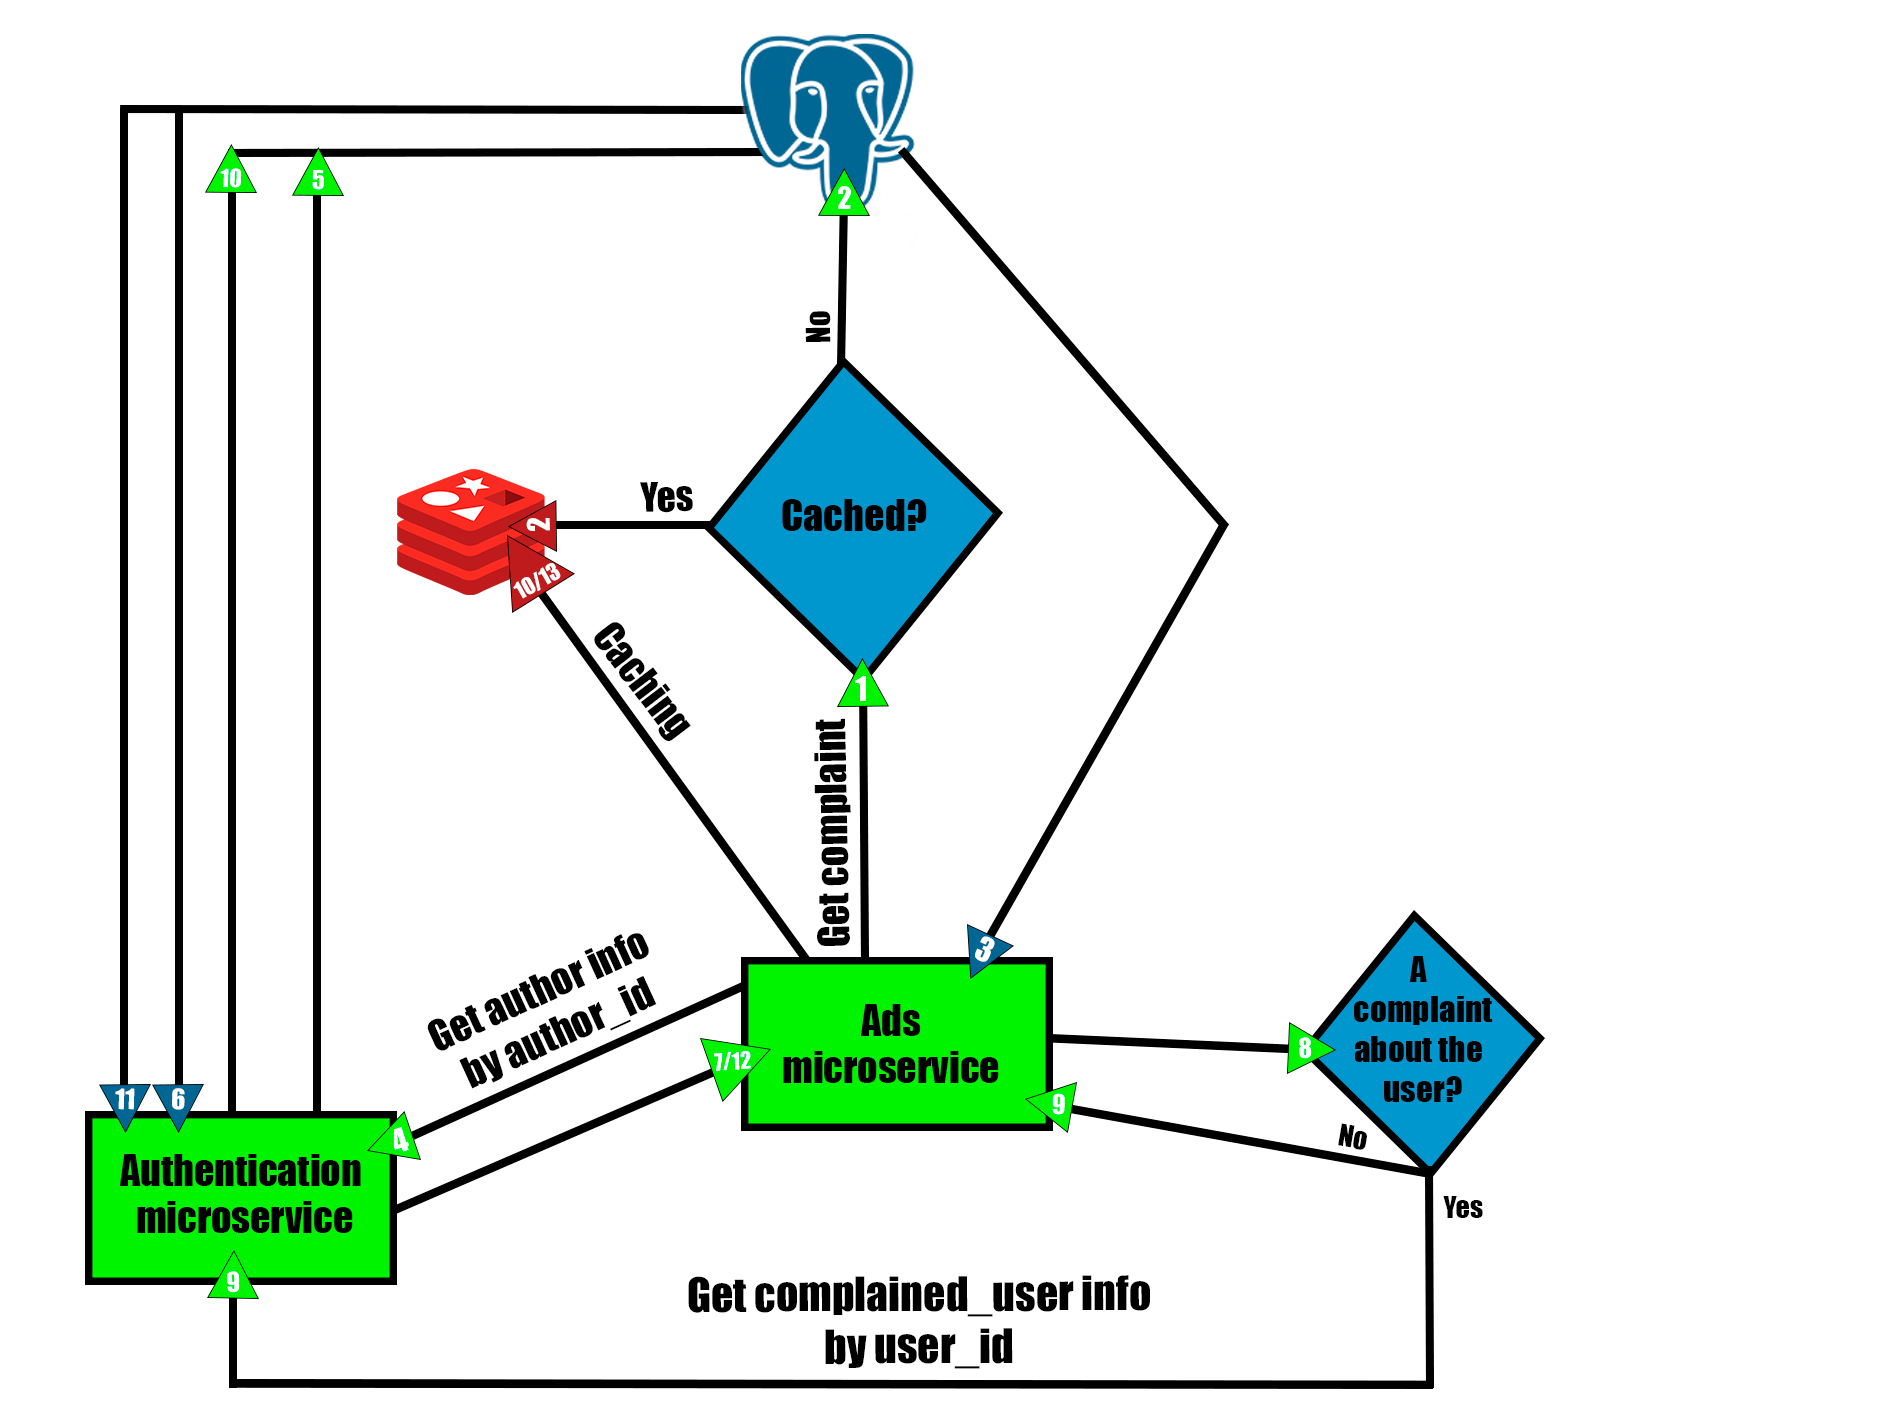 10
5
2
No
Yes
Cached?
2
10/13
Caching
1
Get complaint
3
Get author info
by author_id
4
7/12
Ads
microservice
8
A
complaint
about the
user?
9
No
Yes
11
6
Authentication
microservice
9
Get complained_user info
by user_id